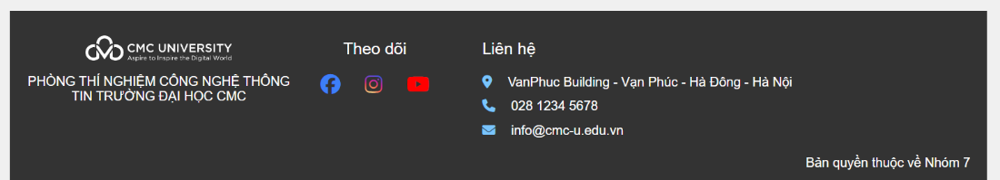 CMC UNIVERSITY
Aspire to Inspire the Digital World
PHÒNG THÍ NGHIỆM CÔNG NGHỆ THÔNG
TIN TRƯỜNG ĐẠI HỌC CMC
Theo dõi
Liên hệ
VanPhuc Building - Vạn Phúc - Hà Đông - Hà Nội
028 1234 5678
info@cmc-u.edu.vn
Bản quyền thuộc về Nhóm 7